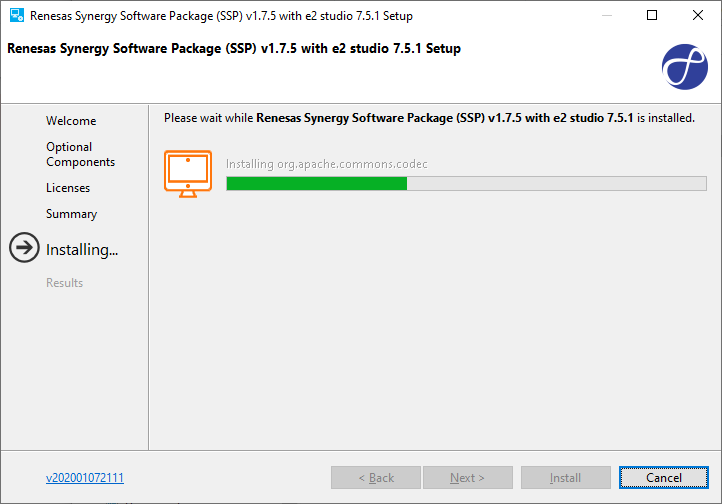 Renesas Synergy Software Package (SSP) v1.7.5 with e2 studio 7.5.1 Setup
Renesas Synergy Software Package (SSP) v1.7.5 with e2 studio 7.5.1 Setup
Welcome
Optional
Components
Licenses
Summary
Installing...
Results
Please wait while Renesas Synergy Software Package (SSP) v1.7.5 with e2 studio 7.5.1 is installed.
Installing org.apache.commons.codec
v202001072111
< Back
Next >
Install
Cancel